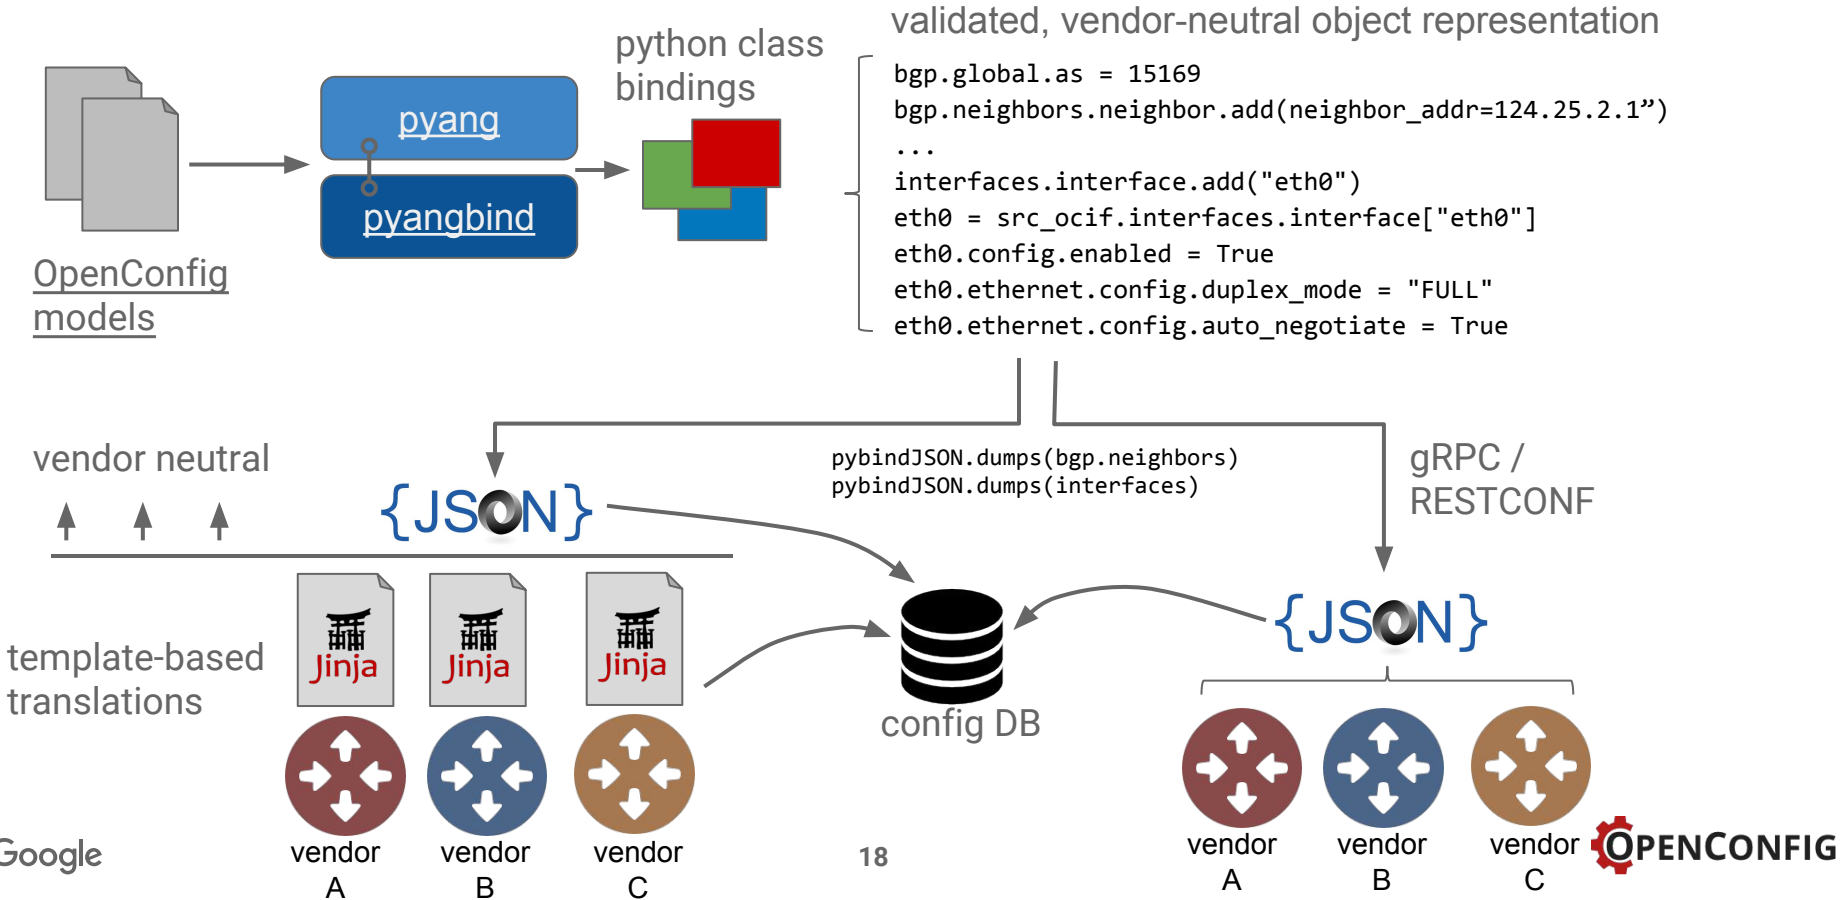 validated, vendor-neutral object representation
python class
bindings
bgp.global.as = 15169
bgp.neighbors.neighbor.add(neighbor_addr=124.25.2.1”)
...
interfaces.interface.add("eth0")
eth0 = src_ocif.interfaces.interface["eth0"]
eth0.config.enabled = True
eth0.ethernet.config.duplex_mode = "FULL"
eth0.ethernet.config.auto_negotiate = True
pyang
pyangbind
OpenConfig
models
vendor neutral
{JSON}
pybindJSON.dumps(bgp.neighbors)
pybindJSON.dumps(interfaces)
gRPC /
RESTCONF
template-based
translations
Jinja
Jinja
Jinja
config DB
{JSON}
vendor
A
vendor
B
vendor
C
vendor
A
vendor
B
vendor
C
Google
18
OPENCONFIG